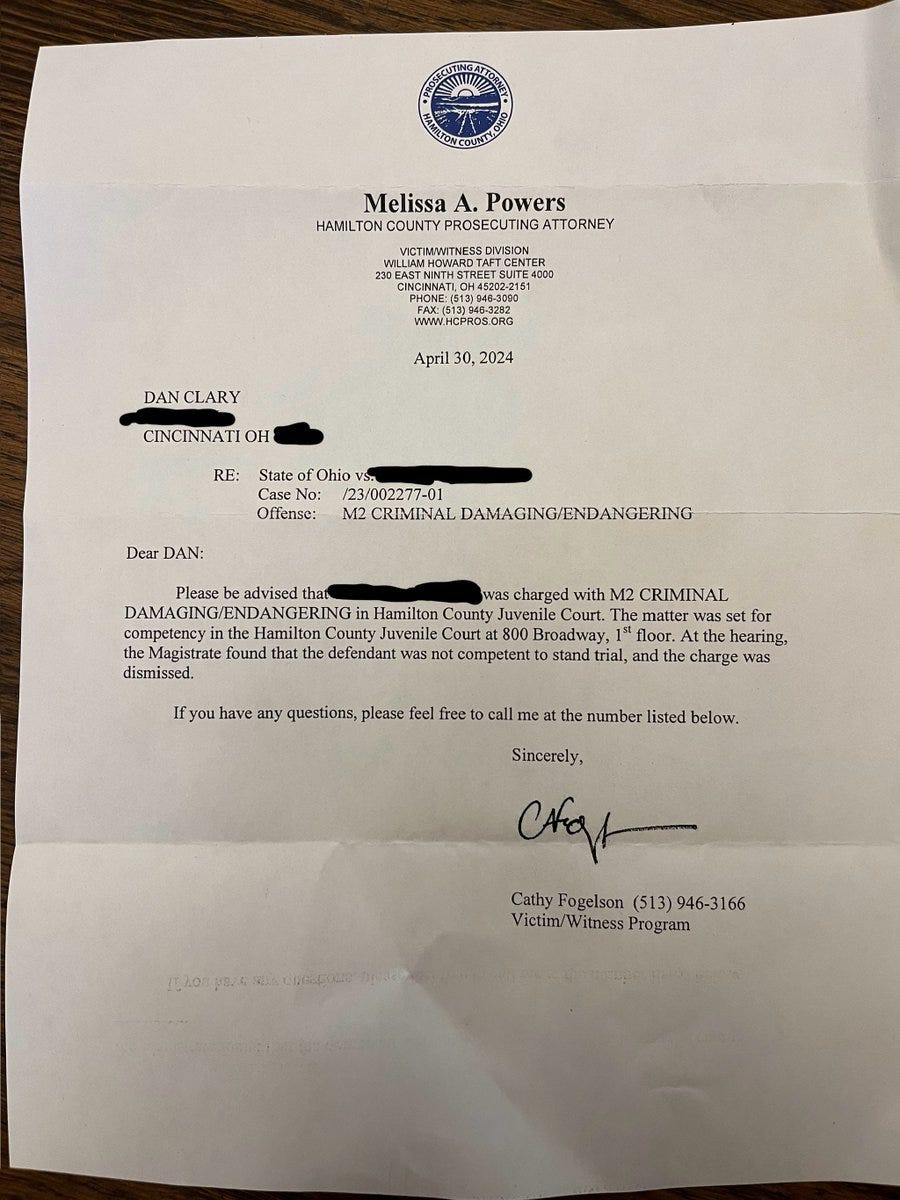 PROSECUTING ATTORNEY
HAMILTON COUNTY, OHIO
Melissa A. Powers
HAMILTON COUNTY PROSECUTING ATTORNEY
VICTIM/WITNESS DIVISION
WILLIAM HOWARD TAFT CENTER
230 EAST NINTH STREET SUITE 4000
CINCINNATI, OH 45202-2151
PHONE: (513) 946-3090
FAX: (513) 946-3282
WWW.HCPROS.ORG
April 30, 2024
DAN CLARY
CINCINNATI OH
RE: State of Ohio vs.
Case No: /23/002277-01
Offense: M2 CRIMINAL DAMAGING/ENDANGERING
Dear DAN:
Please be advised that was charged with M2 CRIMINAL
DAMAGING/ENDANGERING in Hamilton County Juvenile Court. The matter was set for
competency in the Hamilton County Juvenile Court at 800 Broadway, 1st floor. At the hearing,
the Magistrate found that the defendant was not competent to stand trial, and the charge was
dismissed.
If you have any questions, please feel free to call me at the number listed below.
Sincerely,
Cathy Fogelson (513) 946-3166
Victim/Witness Program